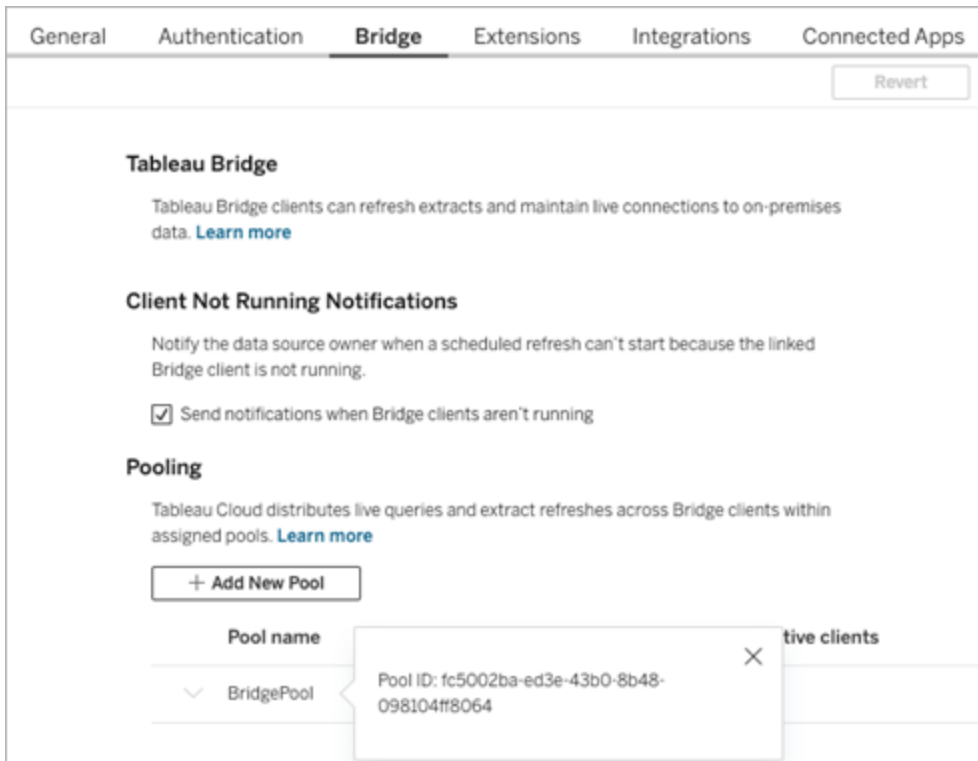 General Authentication Bridge Extensions Integrations Connected Apps
Revert
Tableau Bridge
Tableau Bridge clients can refresh extracts and maintain live connections to on-premises
data. Learn more
Client Not Running Notifications
Notify the data source owner when a scheduled refresh can't start because the linked
Bridge client is not running.
Send notifications when Bridge clients aren't running
Pooling
Tableau Cloud distributes live queries and extract refreshes across Bridge clients within
assigned pools. Learn more
+ Add New Pool
Pool name tive clients
BridgePool
Pool ID: fc5002ba-ed3e-43b0-8b48-
098104ff8064